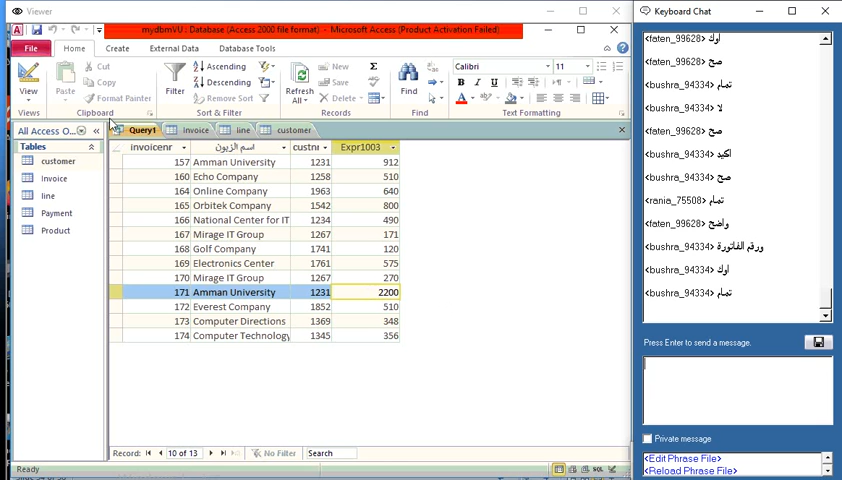 Viewer
mydbmVU : Database (Access 2000 file format) - Microsoft Access (Product Activation Failed)
File Home Create External Data Database Tools
View
Views
Paste
Cut
Copy
Format Painter
Clipboard
Filter
Ascending
Descending
Remove Sort
Sort & Filter
Refresh All
New
Save
Delete
Records
Find
Find
Calibri 11
B I U
Text Formatting
All Access O...
Tables
customer
Invoice
line
Payment
Product
Query1 Invoice line customer
invoicenr اسم الزبون custnr Expr1003
157 Amman University 1231 912
160 Echo Company 1258 510
164 Online Company 1963 640
165 Orbitek Company 1542 800
166 National Center for IT 1234 490
167 Mirage IT Group 1267 171
168 Golf Company 1741 120
169 Electronics Center 1761 575
170 Mirage IT Group 1267 270
171 Amman University 1231 2200
172 Everest Company 1852 510
173 Computer Directions 1369 348
174 Computer Technology 1345 356
Record: 10 of 13 No Filter Search
Ready
SQL
Keyboard Chat
<faten_99628> اوك
<faten_99628> صح
<bushra_94334> تمام
<bushra_94334> لا
<faten_99628> صح
<bushra_94334> اكيد
<bushra_94334> صح
<rania_75508> تمام
<faten_99628> واضح
<bushra_94334> ورقم الفاتورة
<bushra_94334> اوك
<bushra_94334> تمام
Press Enter to send a message.
Private message
<Edit Phrase File>
<Reload Phrase File>